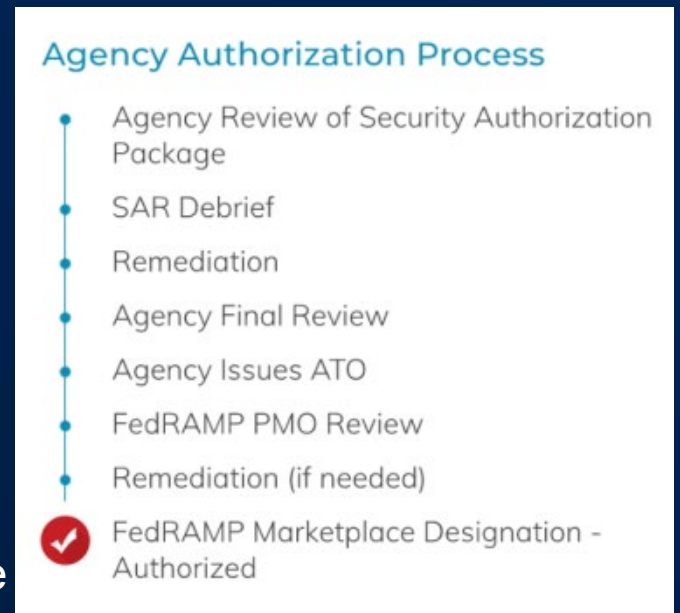 Agency Authorization Process
Agency Review of Security Authorization
Package
SAR Debrief
Remediation
Agency Final Review
Agency Issues ATO
FedRAMP PMO Review
Remediation (if needed)
FedRAMP Marketplace Designation -
Authorized
e